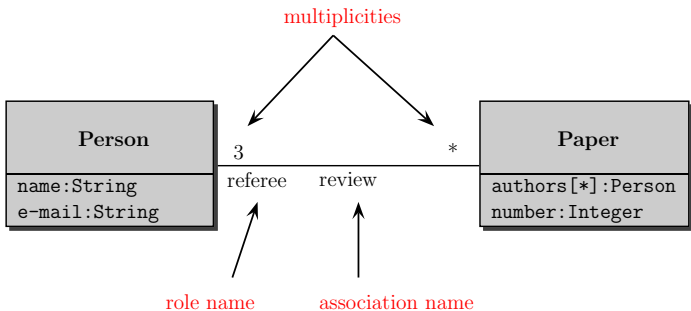 multiplicities
Person
name:String
e-mail:String
3
*
referee
review
Paper
authors[*]:Person
number:Integer
role name
association name